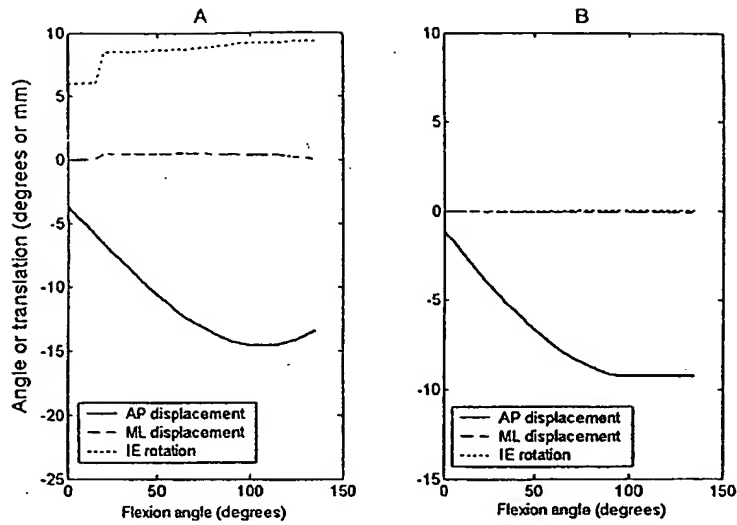 A
B
Angle or translation (degrees or mm)
10
5
0
-5
-10
-15
-20
-25
0
50
100
150
Flexion angle (degrees)
AP displacement
ML displacement
IE rotation
10
5
0
-5
-10
-15
0
50
100
150
Flexion angle (degrees)
AP displacement
ML displacement
IE rotation